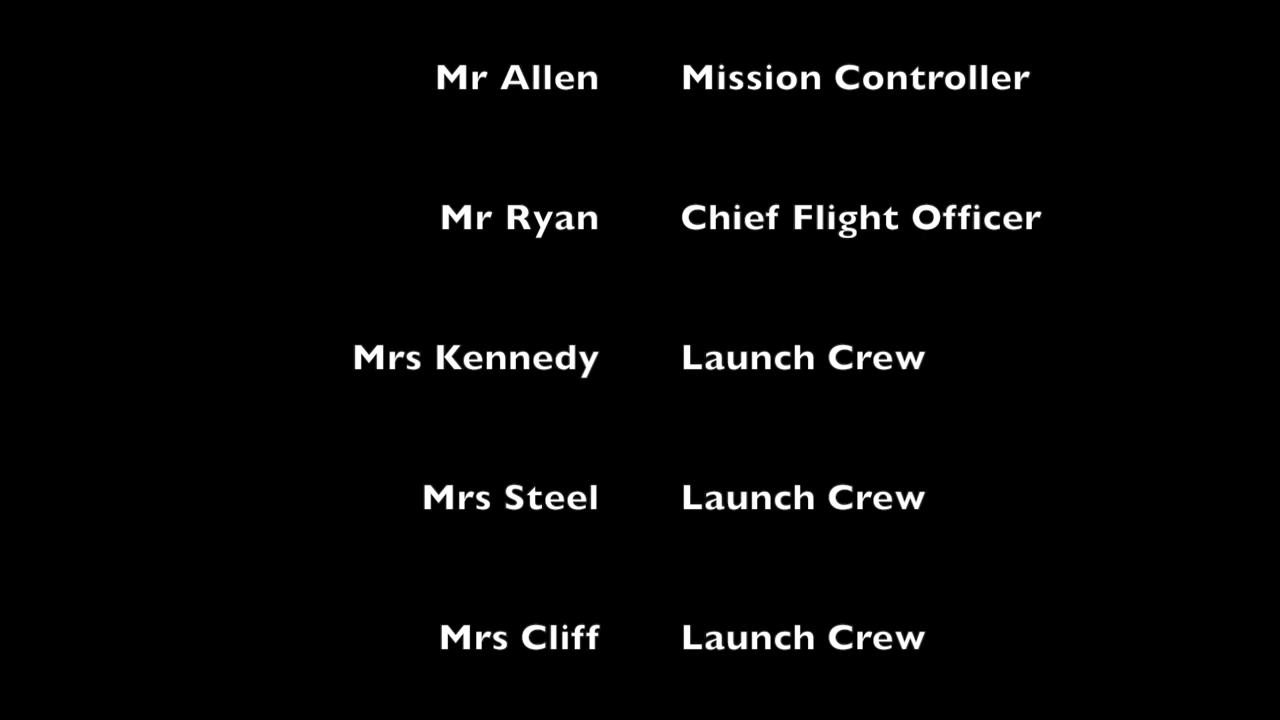 Mr Allen Mission Controller
Mr Ryan Chief Flight Officer
Mrs Kennedy Launch Crew
Mrs Steel Launch Crew
Mrs Cliff Launch Crew